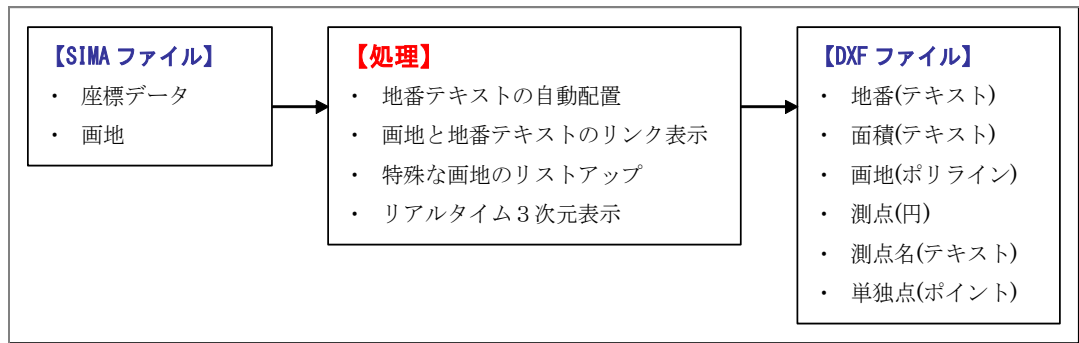 【SIMA ファイル】
・ 座標データ
・ 画地
【処理】
・ 地番テキストの自動配置
・ 画地と地番テキストのリンク表示
・ 特殊な画地のリストアップ
・ リアルタイム３次元表示
【DXF ファイル】
・ 地番(テキスト)
・ 面積(テキスト)
・ 画地(ポリライン)
・ 測点(円)
・ 測点名(テキスト)
・ 単独点(ポイント)